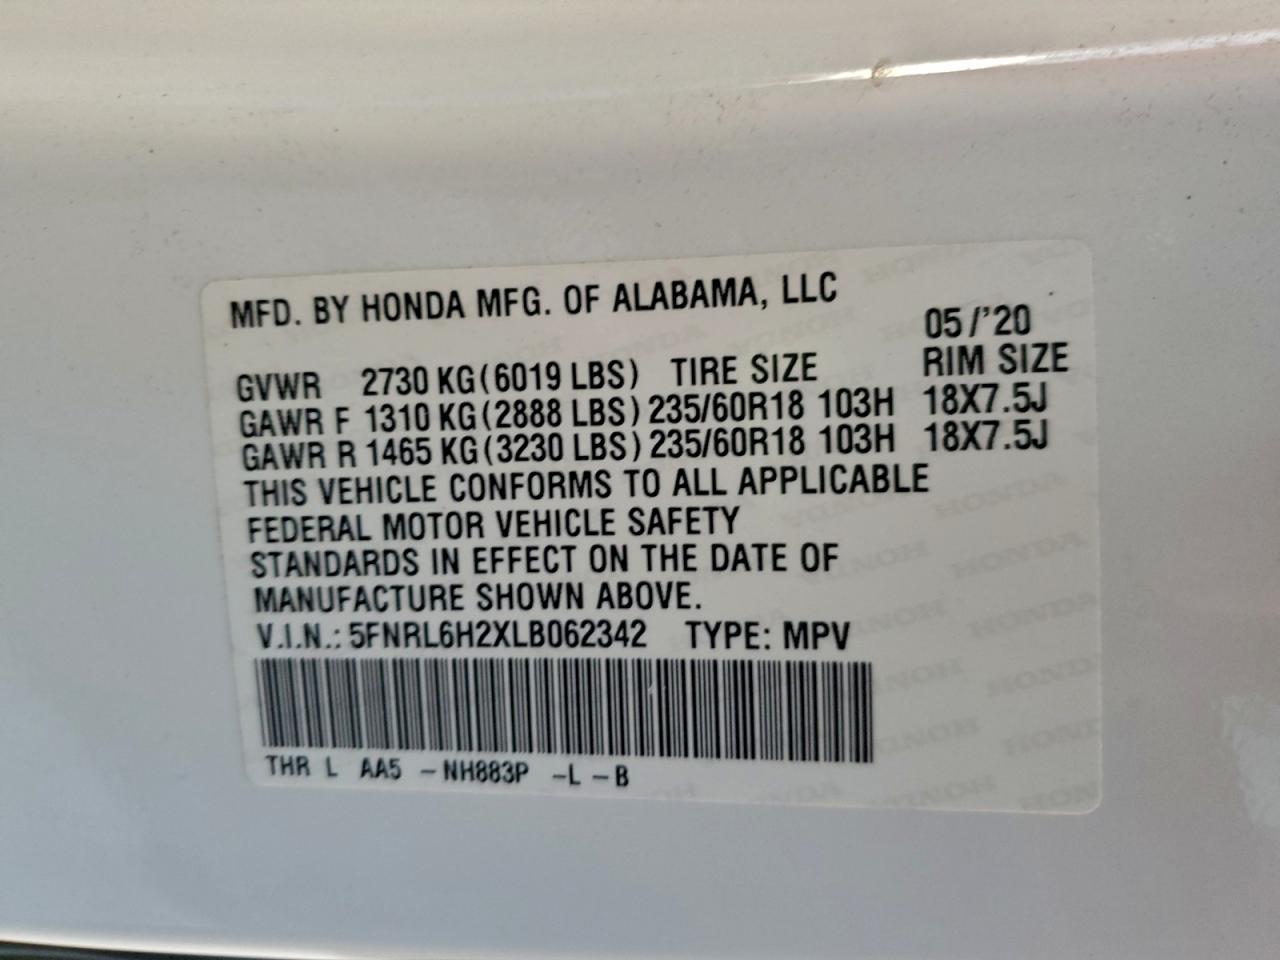 MFD. BY HONDA MFG. OF ALABAMA, LLC
05/'20
GVWR 2730 KG(6019 LBS) TIRE SIZE RIM SIZE
GAWR F 1310 KG(2888 LBS) 235/60R18 103H 18X7.5J
GAWR R 1465 KG(3230 LBS) 235/60R18 103H 18X7.5J
THIS VEHICLE CONFORMS TO ALL APPLICABLE
FEDERAL MOTOR VEHICLE SAFETY
STANDARDS IN EFFECT ON THE DATE OF
MANUFACTURE SHOWN ABOVE.
V.I.N.: 5FNRL6H2XLB062342 TYPE: MPV
THR L AA5 -NH883P -L -B